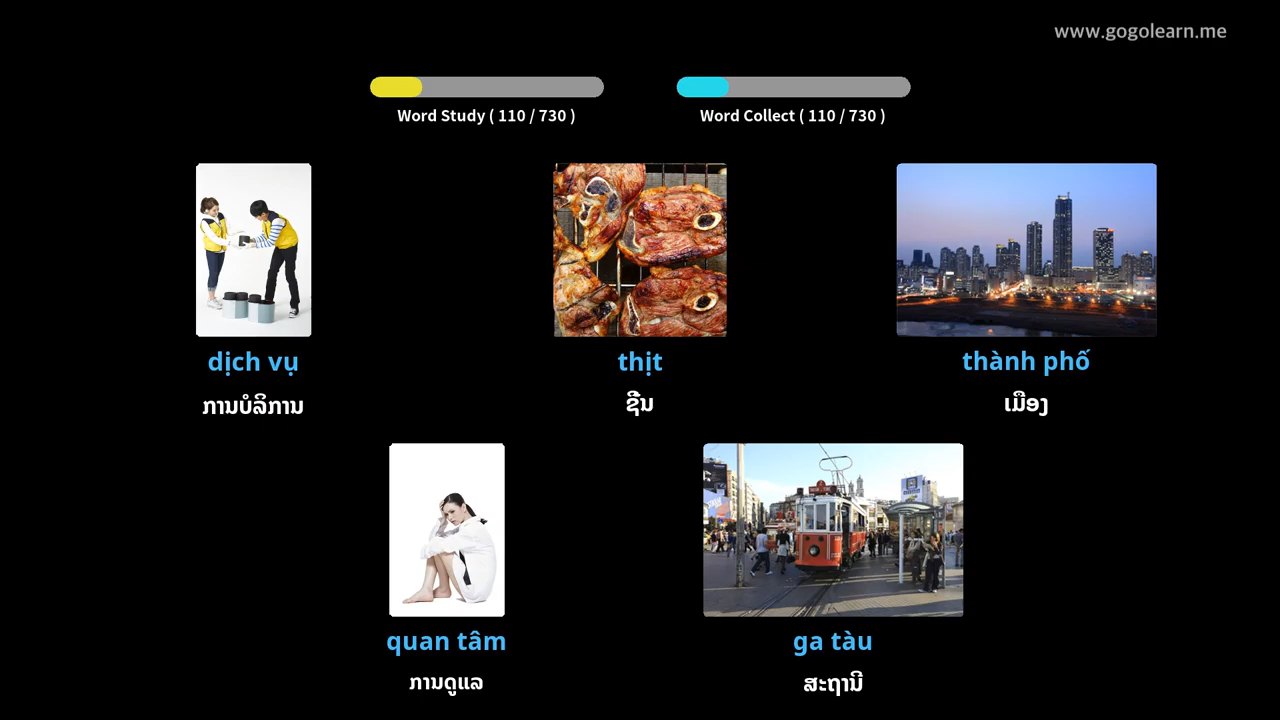 www.gogolearn.me
Word Study ( 110 / 730 )
Word Collect ( 110 / 730 )
dịch vụ
ການບໍລິການ
thịt
ຊີ້ນ
thành phố
ເມືອງ
quan tâm
ການດູແລ
ga tàu
ສະຖານີ